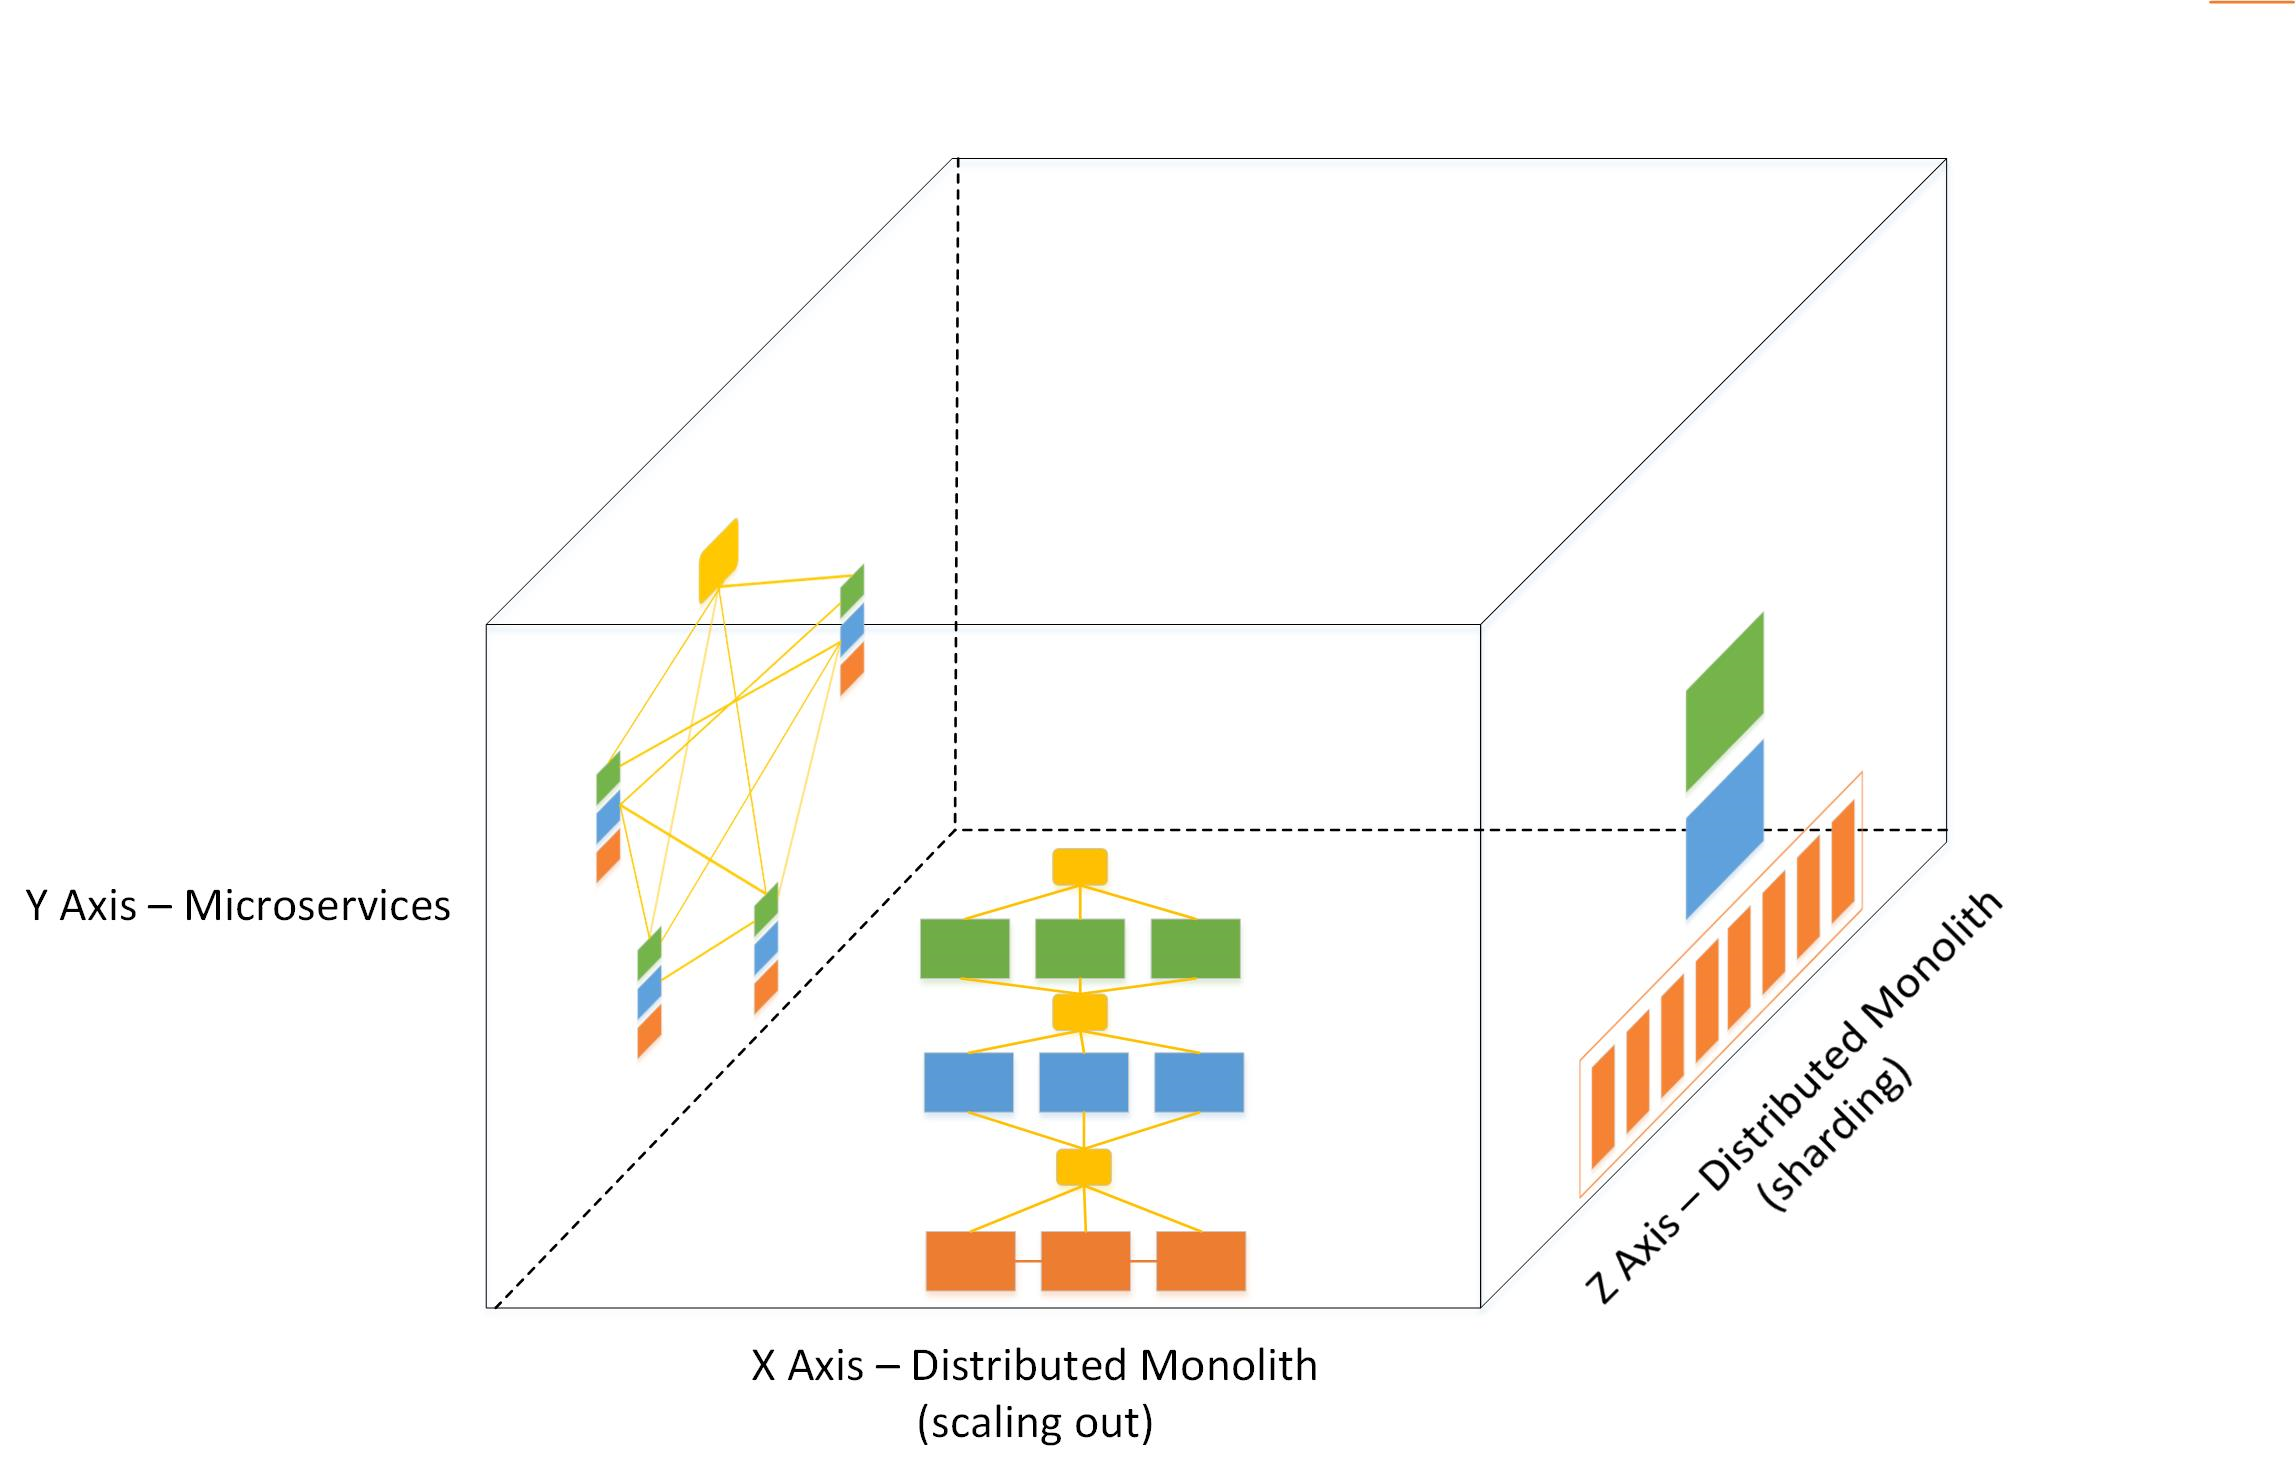 Y Axis – Microservices
Z Axis – Distributed Monolith
(sharding)
X Axis – Distributed Monolith
(scaling out)